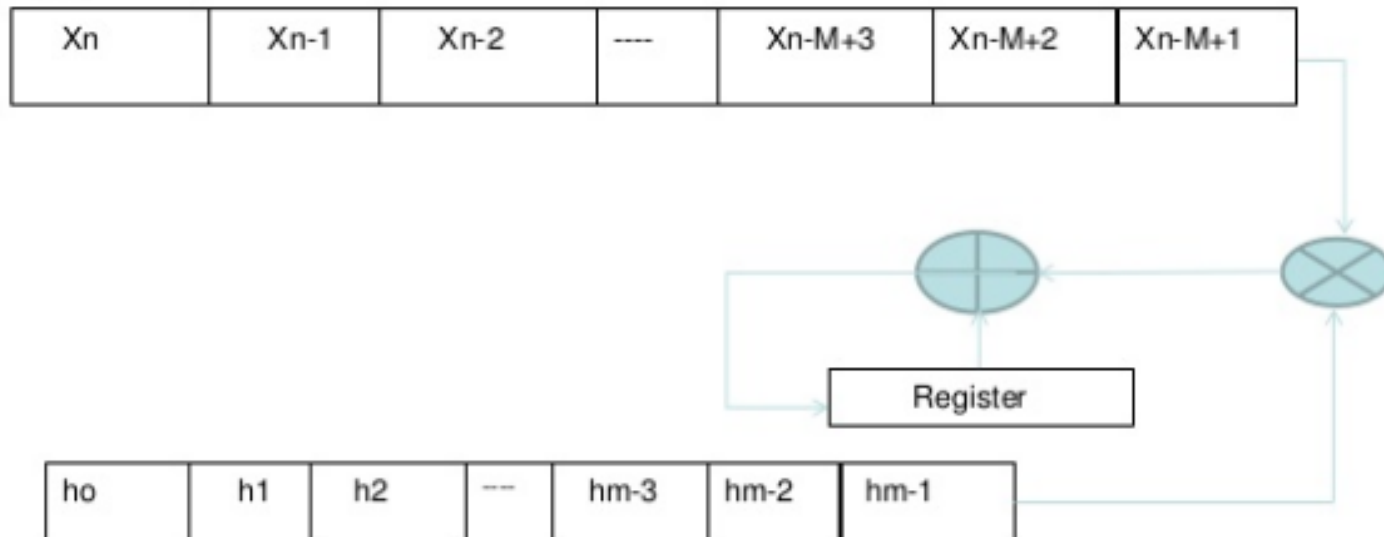 Xn Xn-1 Xn-2 ---- Xn-M+3 Xn-M+2 Xn-M+1
Register
ho h1 h2 ---- hm-3 hm-2 hm-1